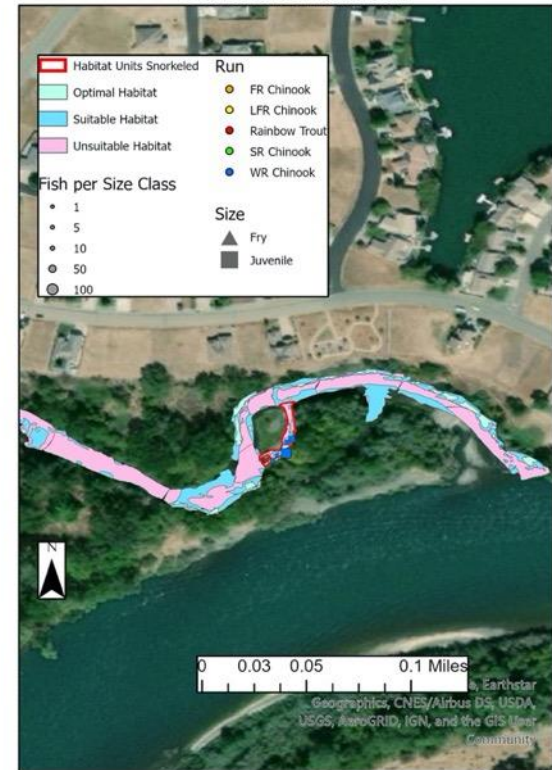 Habitat Units Snorkeled
Optimal Habitat
Suitable Habitat
Unsuitable Habitat
Fish per Size Class
1
5
10
50
100
Run
FR Chinook
LFR Chinook
Rainbow Trout
SR Chinook
WR Chinook
Size
Fry
Juvenile
N
0 0.03 0.05 0.1 Miles
Earthstar
Geographics, CNES/Airbus DS, USDA,
USGS, AeroGRID, IGN, and the GIS User
Community